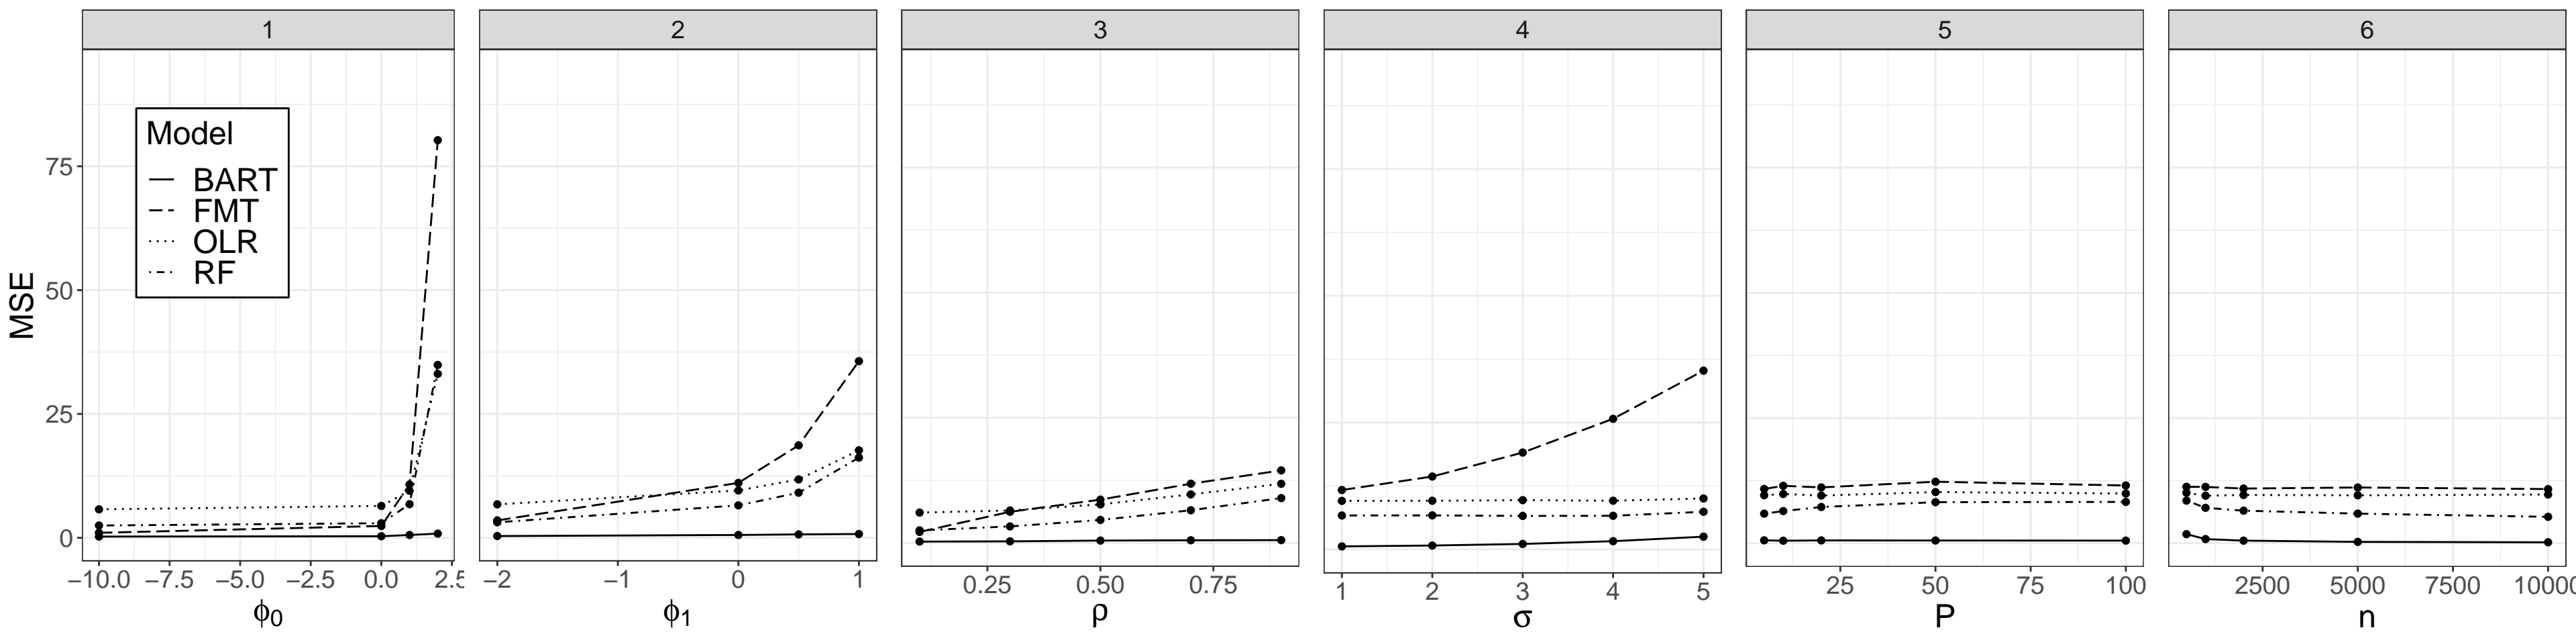 1 2 3 4 5 6
Model
BART
FMT
OLR
RF
MSE
75
50
25
0
−10.0 −7.5 −5.0 −2.5 0.0 2.5
−2 −1 0 1
0.25 0.50 0.75
1 2 3 4 5
25 50 75 100
2500 5000 7500 10000
ϕ0 ϕ1 ρ σ P n